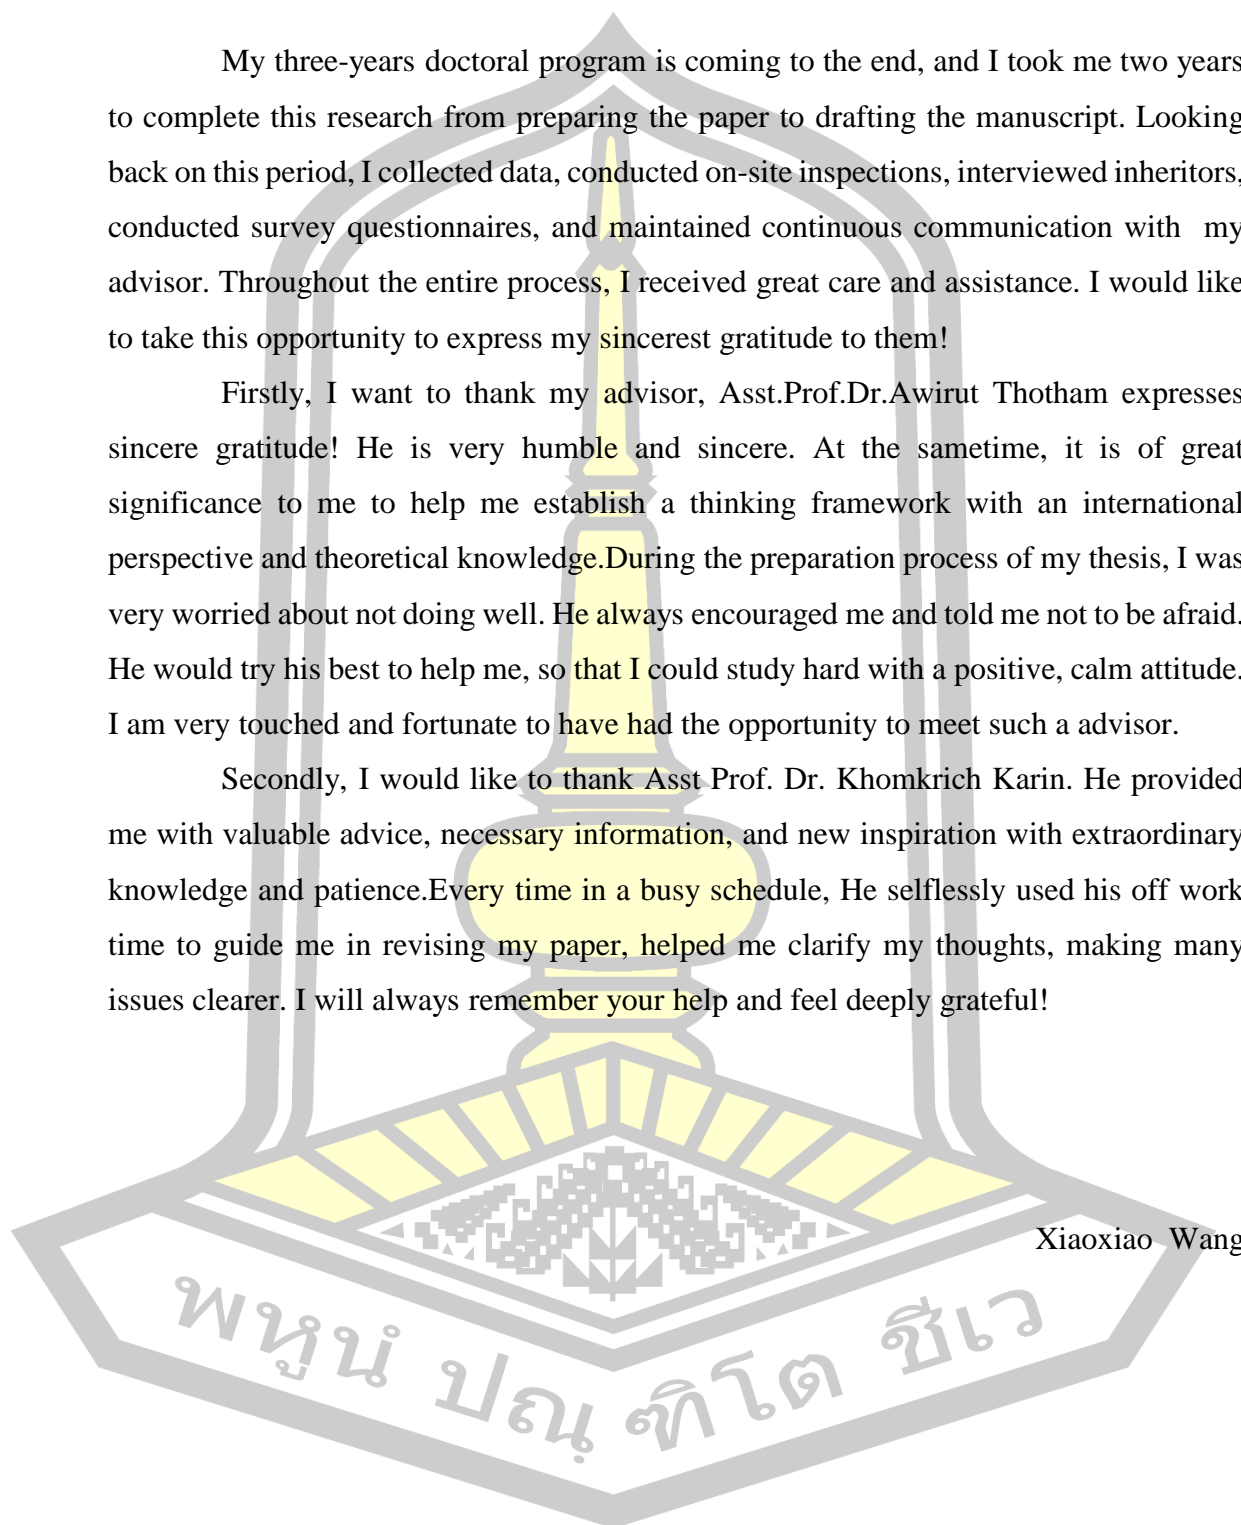 My three-years doctoral program is coming to the end, and I took me two years
to complete this research from preparing the paper to drafting the manuscript. Looking
back on this period, I collected data, conducted on-site inspections, interviewed inheritors,
conducted survey questionnaires, and maintained continuous communication with my
advisor. Throughout the entire process, I received great care and assistance. I would like
to take this opportunity to express my sincerest gratitude to them!
Firstly, I want to thank my advisor, Asst.Prof.Dr.Awirut Thotham expresses
sincere gratitude! He is very humble and sincere. At the sametime, it is of great
significance to me to help me establish a thinking framework with an international
perspective and theoretical knowledge.During the preparation process of my thesis, I was
very worried about not doing well. He always encouraged me and told me not to be afraid.
He would try his best to help me, so that I could study hard with a positive, calm attitude.
I am very touched and fortunate to have had the opportunity to meet such a advisor.
Secondly, I would like to thank Asst Prof. Dr. Khomkrich Karin. He provided
me with valuable advice, necessary information, and new inspiration with extraordinary
knowledge and patience.Every time in a busy schedule, He selflessly used his off work
time to guide me in revising my paper, helped me clarify my thoughts, making many
issues clearer. I will always remember your help and feel deeply grateful!
Xiaoxiao Wang
พหูนํ ปณฺฑิโต ชีเว